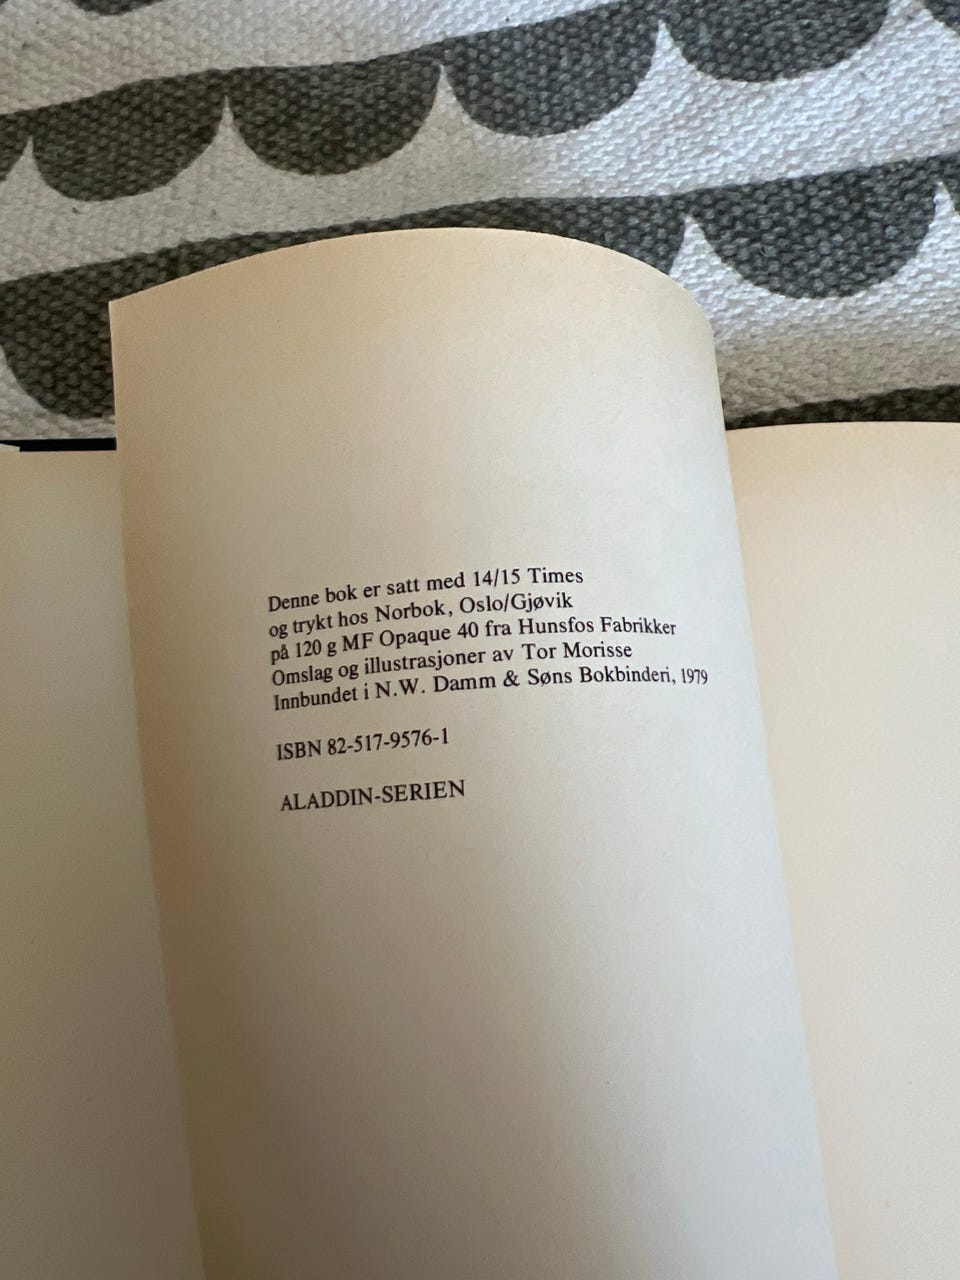 Denne bok er satt med 14/15 Times
og trykt hos Norbok, Oslo/Gjøvik
på 120 g MF Opaque 40 fra Hunsfos Fabrikker
Omslag og illustrasjoner av Tor Morisse
Innbundet i N.W. Damm & Søns Bokbinderi, 1979
ISBN 82-517-9576-1
ALADDIN-SERIEN